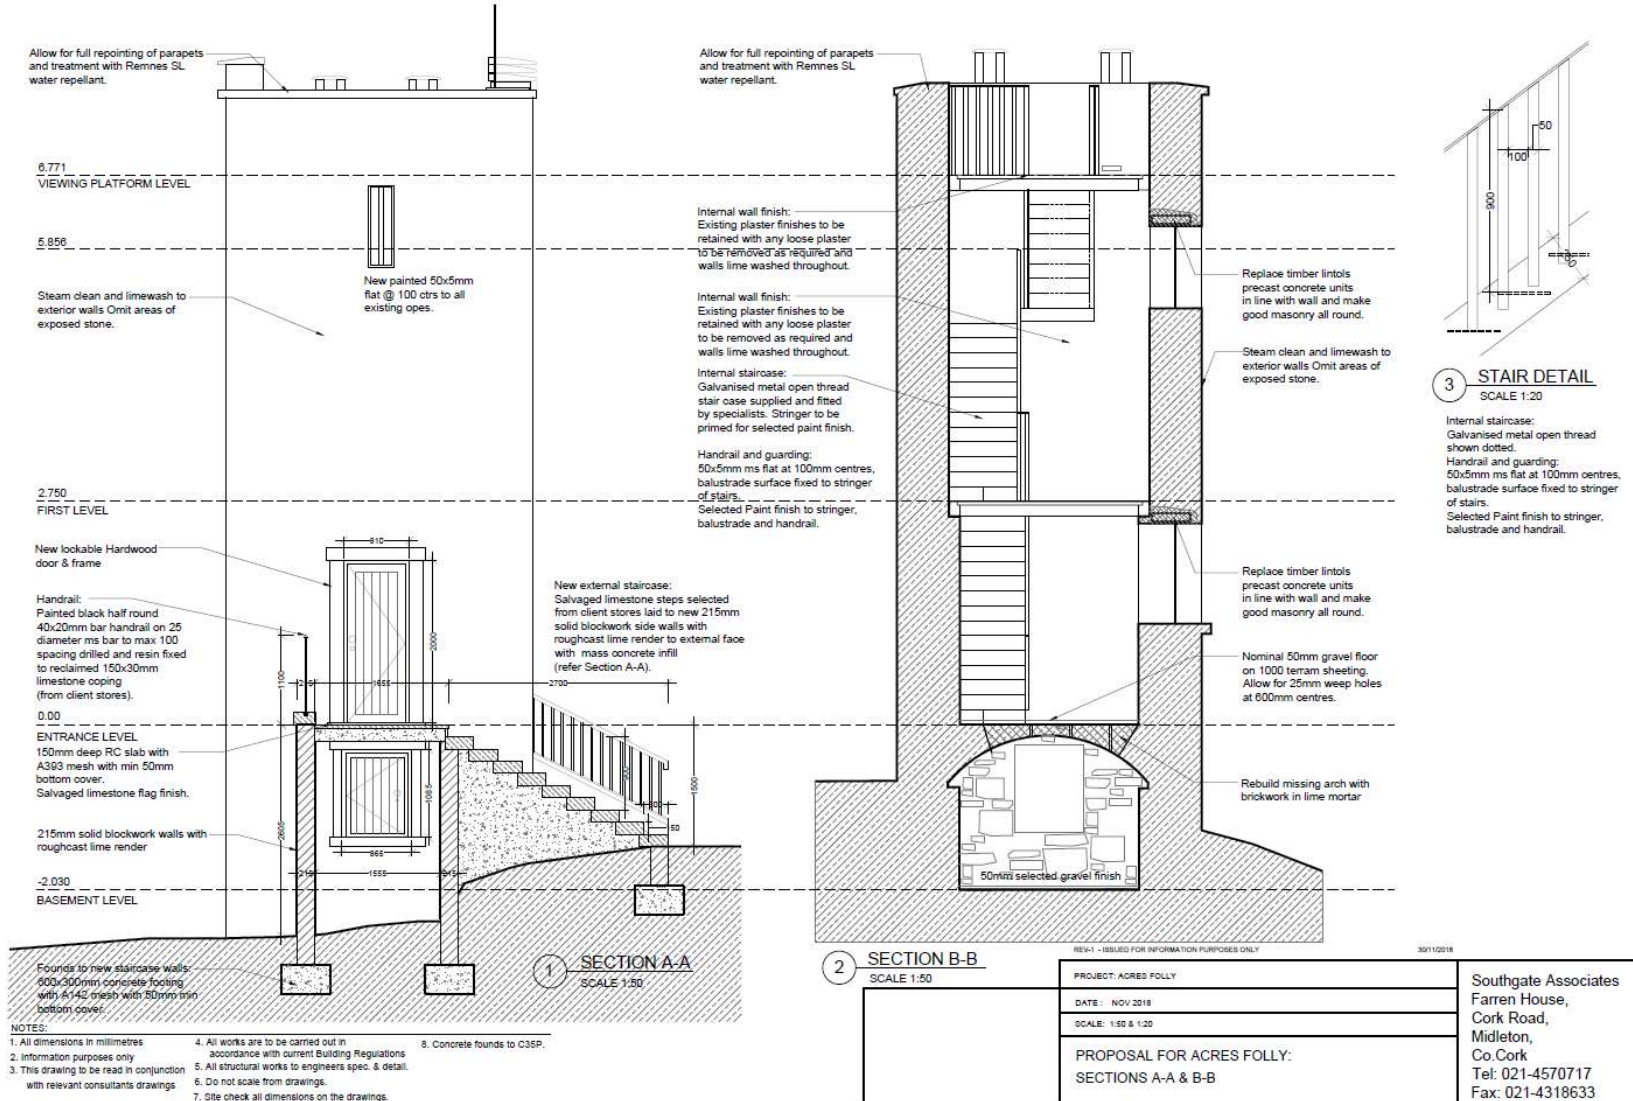 Allow for full repointing of parapets
and treatment with Remnes SL
water repellant.
6.771
VIEWING PLATFORM LEVEL
5.856
New painted 50x5mm
flat @ 100 ctrs to all
existing opes.
Steam clean and limewash to
exterior walls Omit areas of
exposed stone.
2.750
FIRST LEVEL
New lockable Hardwood
door & frame
Handrail:
Painted black half round
40x20mm bar handrail on 25
diameter ms bar to max 100
spacing drilled and resin fixed
to reclaimed 150x30mm
limestone coping
(from client stores).
0.00
ENTRANCE LEVEL
150mm deep RC slab with
A393 mesh with min 50mm
bottom cover.
Salvaged limestone flag finish.
215mm solid blockwork walls with
roughcast lime render
-2.030
BASEMENT LEVEL
Founds to new staircase walls:
600x300mm concrete footing
with A142 mesh with 50mm min
bottom cover.
810
2000
1100
215
1655
2700
2605
1085
865
215
1555
215
1500
50
New external staircase:
Salvaged limestone steps selected
from client stores laid to new 215mm
solid blockwork side walls with
roughcast lime render to external face
with mass concrete infill
(refer Section A-A).
1
SECTION A-A
SCALE 1:50
Allow for full repointing of parapets
and treatment with Remnes SL
water repellant.
Internal wall finish:
Existing plaster finishes to be
retained with any loose plaster
to be removed as required and
walls lime washed throughout.
Internal wall finish:
Existing plaster finishes to be
retained with any loose plaster
to be removed as required and
walls lime washed throughout.
Internal staircase:
Galvanised metal open thread
stair case supplied and fitted
by specialists. Stringer to be
primed for selected paint finish.
Handrail and guarding:
50x5mm ms flat at 100mm centres,
balustrade surface fixed to stringer
of stairs.
Selected Paint finish to stringer,
balustrade and handrail.
Replace timber lintols
precast concrete units
in line with wall and make
good masonry all round.
Steam clean and limewash to
exterior walls Omit areas of
exposed stone.
Replace timber lintols
precast concrete units
in line with wall and make
good masonry all round.
Nominal 50mm gravel floor
on 1000 terram sheeting.
Allow for 25mm weep holes
at 600mm centres.
Rebuild missing arch with
brickwork in lime mortar
50mm selected gravel finish
2
SECTION B-B
SCALE 1:50
50
100
900
3
STAIR DETAIL
SCALE 1:20
Internal staircase:
Galvanised metal open thread
shown dotted.
Handrail and guarding:
50x5mm ms flat at 100mm centres,
balustrade surface fixed to stringer
of stairs.
Selected Paint finish to stringer,
balustrade and handrail.
NOTES:
1. All dimensions in millimetres
2. Information purposes only
3. This drawing to be read in conjunction
with relevant consultants drawings
4. All works are to be carried out in
accordance with current Building Regulations
5. All structural works to engineers spec. & detail.
6. Do not scale from drawings.
7. Site check all dimensions on the drawings.
8. Concrete founds to C35P.
REV-1 - ISSUED FOR INFORMATION PURPOSES ONLY
30/11/2018
PROJECT: ACRES FOLLY
DATE : NOV 2018
SCALE: 1:50 & 1:20
PROPOSAL FOR ACRES FOLLY:
SECTIONS A-A & B-B
Southgate Associates
Farren House,
Cork Road,
Midleton,
Co.Cork
Tel: 021-4570717
Fax: 021-4318633